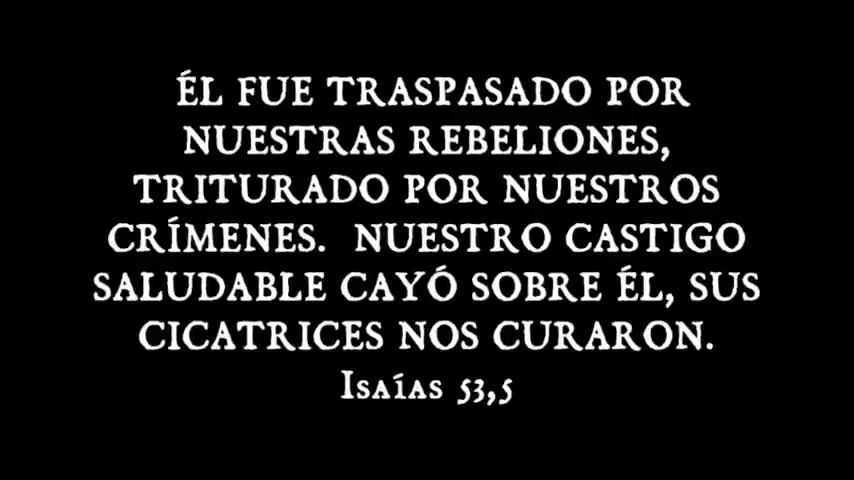 ÉL FUE TRASPASADO POR
NUESTRAS REBELIONES,
TRITURADO POR NUESTROS
CRÍMENES. NUESTRO CASTIGO
SALUDABLE CAYÓ SOBRE ÉL, SUS
CICATRICES NOS CURARON.
Isaías 53,5